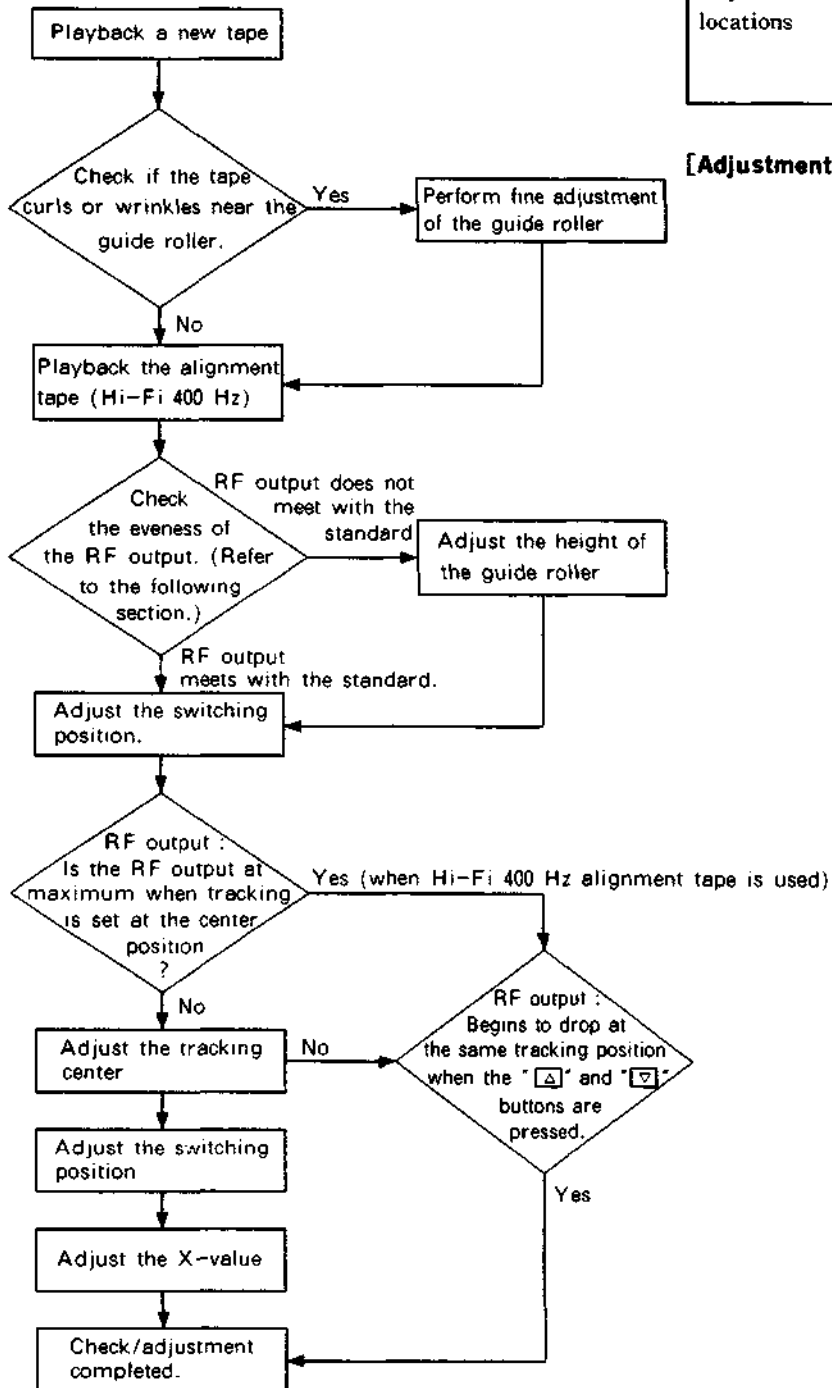 Playback a new tape
locations
[Adjustment
Check if the tape
curls or wrinkles near the
guide roller.
Yes
Perform fine adjustment
of the guide roller
No
Playback the alignment
tape (Hi-Fi 400 Hz)
Check
the eveness of
the RF output. (Refer
to the following
section.)
RF output does not
meet with the
standard
Adjust the height of
the guide roller
RF output
meets with the standard.
Adjust the switching
position.
RF output :
Is the RF output at
maximum when tracking
is set at the center
position
?
Yes (when Hi-Fi 400 Hz alignment tape is used)
No
Adjust the tracking
center
No
RF output :
Begins to drop at
the same tracking position
when the "△" and "▽"
buttons are
pressed.
Adjust the switching
position
Yes
Adjust the X-value
Check/adjustment
completed.